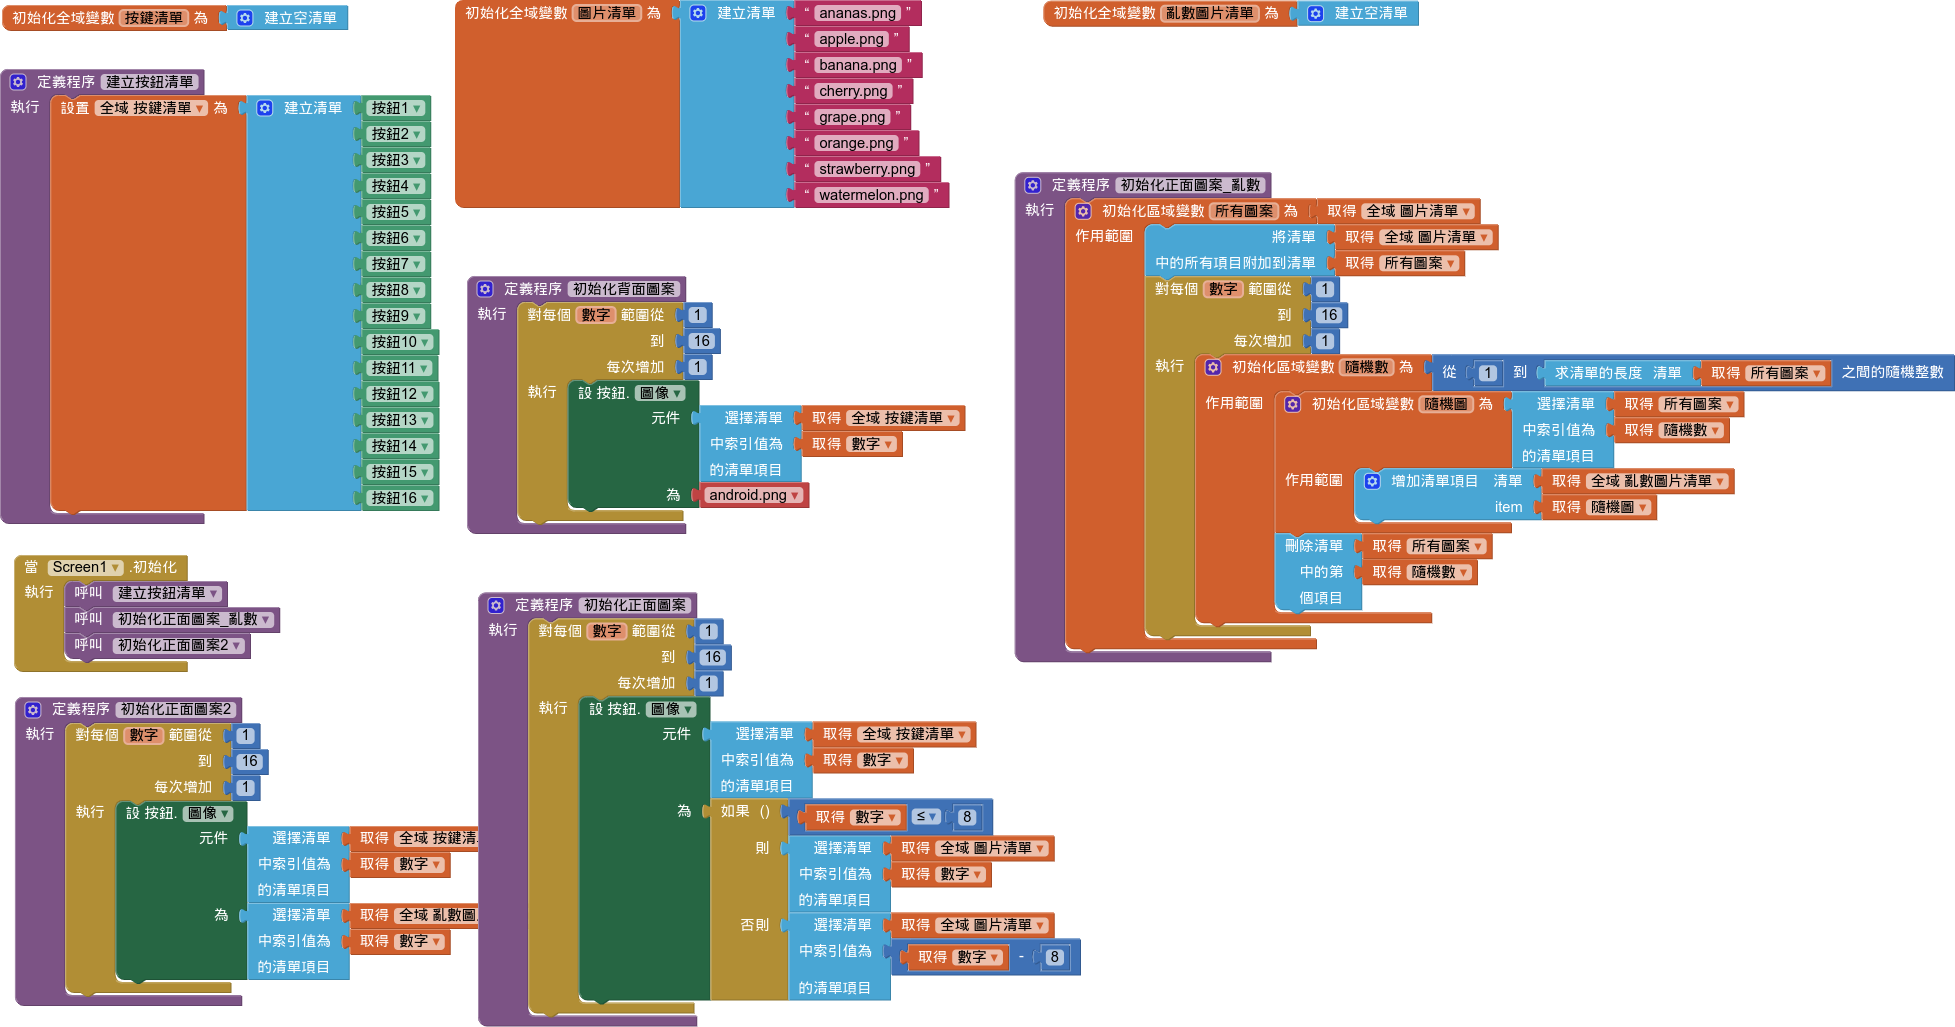 初始化全域變數 按鍵清單 為 建立空清單
定義程序 建立按鈕清單
執行 設置 全域 按鍵清單 為 建立清單 按鈕1
按鈕2
按鈕3
按鈕4
按鈕5
按鈕6
按鈕7
按鈕8
按鈕9
按鈕10
按鈕11
按鈕12
按鈕13
按鈕14
按鈕15
按鈕16
當 Screen1 .初始化
執行 呼叫 建立按鈕清單
呼叫 初始化正面圖案_亂數
呼叫 初始化正面圖案2
定義程序 初始化正面圖案2
執行 對每個 數字 範圍從 1
到 16
每次增加 1
執行 設 按鈕. 圖像
元件 選擇清單 取得 全域 按鍵清
中索引值為 取得 數字
的清單項目
為 選擇清單 取得 全域 亂數圖
中索引值為 取得 數字
的清單項目
初始化全域變數 圖片清單 為 建立清單 “ ananas.png ”
“ apple.png ”
“ banana.png ”
“ cherry.png ”
“ grape.png ”
“ orange.png ”
“ strawberry.png ”
“ watermelon.png ”
定義程序 初始化背面圖案
執行 對每個 數字 範圍從 1
到 16
每次增加 1
執行 設 按鈕. 圖像
元件 選擇清單 取得 全域 按鍵清單
中索引值為 取得 數字
的清單項目
為 android.png
定義程序 初始化正面圖案
執行 對每個 數字 範圍從 1
到 16
每次增加 1
執行 設 按鈕. 圖像
元件 選擇清單 取得 全域 按鍵清單
中索引值為 取得 數字
的清單項目
為 如果 () 取得 數字 ≤ 8
則 選擇清單 取得 全域 圖片清單
中索引值為 取得 數字
的清單項目
否則 選擇清單 取得 全域 圖片清單
中索引值為 取得 數字 - 8
的清單項目
初始化全域變數 亂數圖片清單 為 建立空清單
定義程序 初始化正面圖案_亂數
執行 初始化區域變數 所有圖案 為 取得 全域 圖片清單
作用範圍 將清單 取得 全域 圖片清單
中的所有項目附加到清單 取得 所有圖案
對每個 數字 範圍從 1
到 16
每次增加 1
執行 初始化區域變數 隨機數 為 從 1 到 求清單的長度 清單 取得 所有圖案 之間的隨機整數
作用範圍 初始化區域變數 隨機圖 為 選擇清單 取得 所有圖案
中索引值為 取得 隨機數
的清單項目
作用範圍 增加清單項目 清單 取得 全域 亂數圖片清單
item 取得 隨機圖
刪除清單 取得 所有圖案
中的第 取得 隨機數
個項目